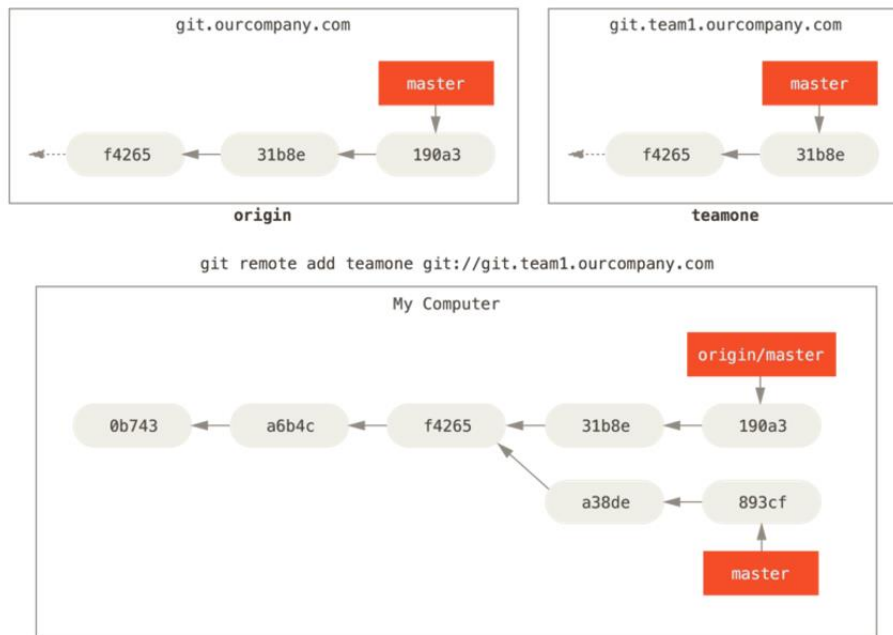 git.ourcompany.com
master
f4265
31b8e
190a3
origin
git.team1.ourcompany.com
master
f4265
31b8e
teamone
git remote add teamone git://git.team1.ourcompany.com
My Computer
origin/master
0b743
a6b4c
f4265
31b8e
190a3
a38de
893cf
master